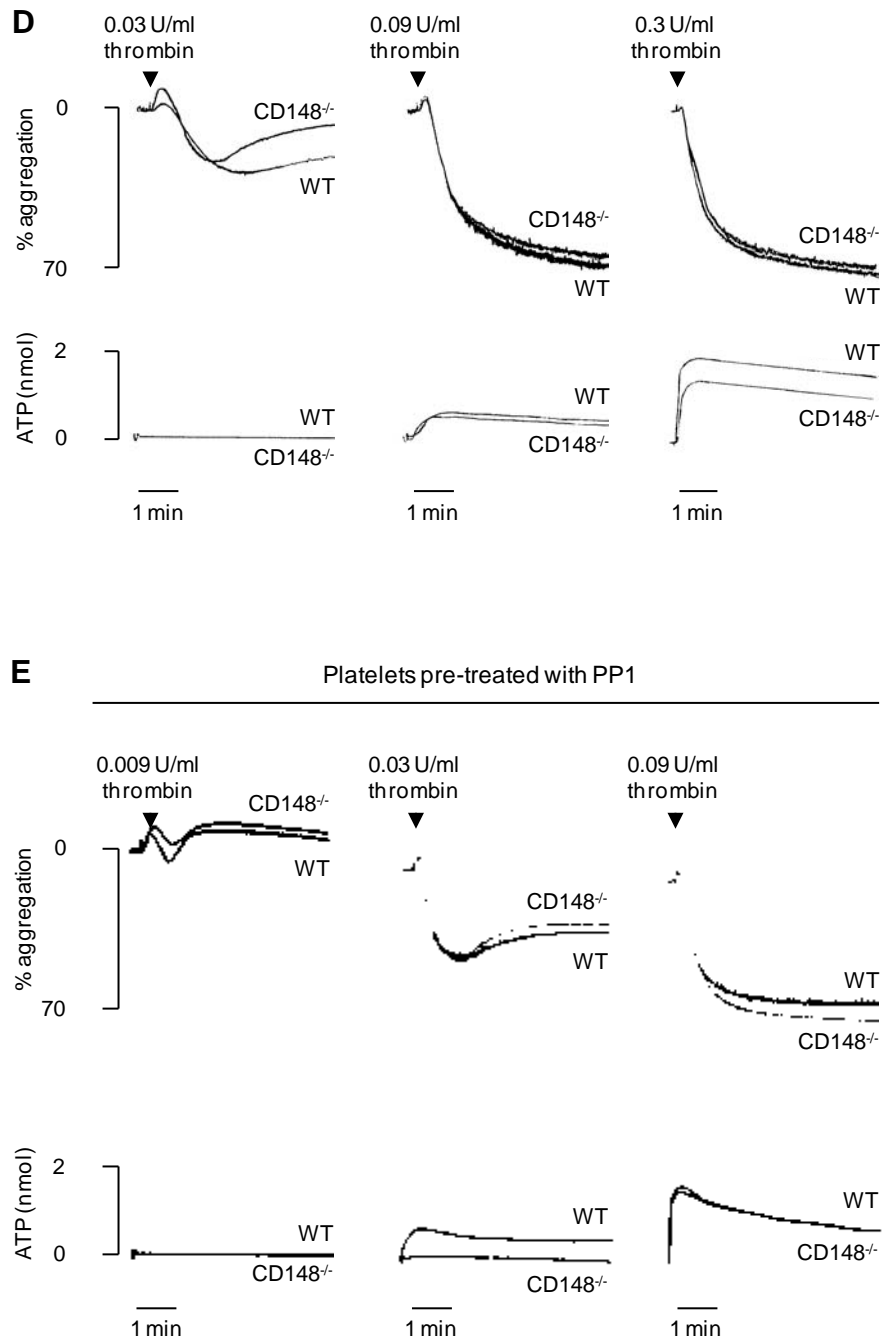 D
0.03 U/ml
thrombin
0.09 U/ml
thrombin
0.3 U/ml
thrombin
% aggregation
0
70
CD148-/-
WT
CD148-/-
WT
CD148-/-
WT
ATP (nmol)
2
0
WT
CD148-/-
WT
CD148-/-
WT
CD148-/-
1 min
1 min
1 min
E
Platelets pre-treated with PP1
0.009 U/ml
thrombin
0.03 U/ml
thrombin
0.09 U/ml
thrombin
% aggregation
0
70
CD148-/-
WT
CD148-/-
WT
WT
CD148-/-
ATP (nmol)
2
0
WT
CD148-/-
WT
CD148-/-
WT
CD148-/-
1 min
1 min
1 min